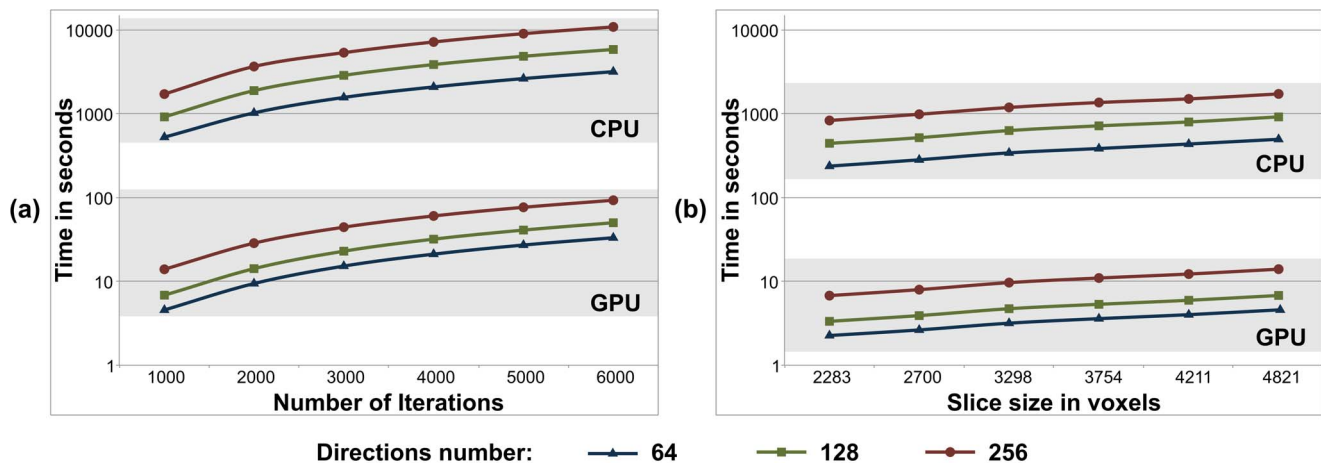 (a)
Time in seconds
10000
1000
100
10
1
CPU
GPU
1000 2000 3000 4000 5000 6000
Number of Iterations
(b)
Time in seconds
10000
1000
100
10
1
CPU
GPU
2283 2700 3298 3754 4211 4821
Slice size in voxels
Directions number: 64 128 256